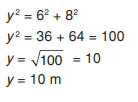 y² = 6² + 8²
y² = 36 + 64 = 100
y = √100 = 10
y = 10 m